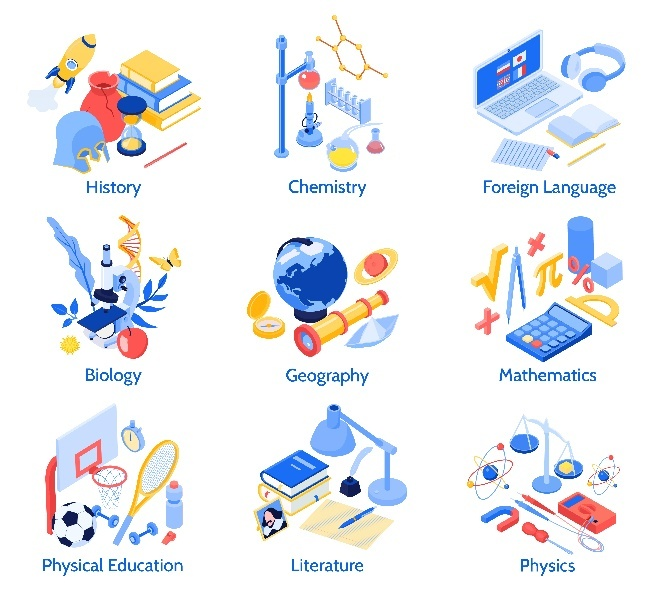 History
Chemistry
Foreign Language
Biology
Geography
Mathematics
Physical Education
Literature
Physics